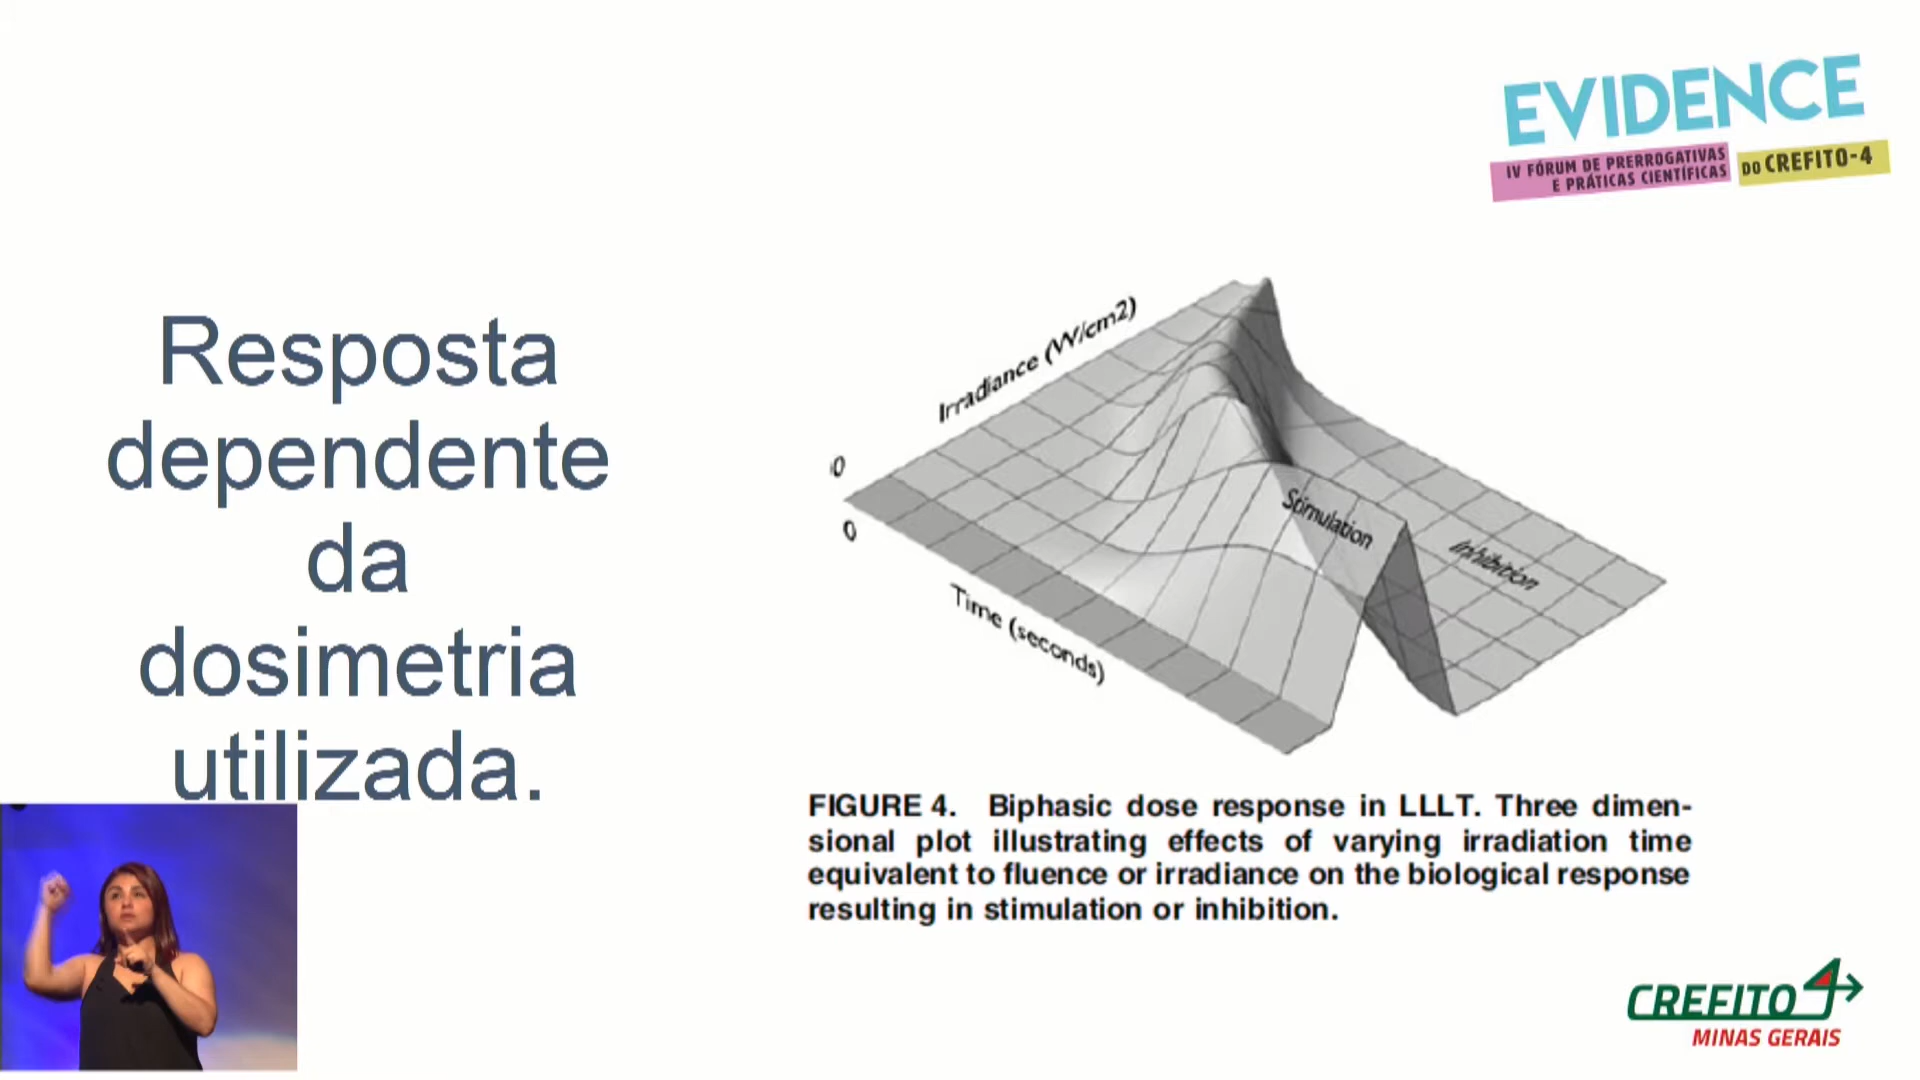 EVIDENCE
IV FÓRUM DE PRERROGATIVAS
E PRÁTICAS CIENTÍFICAS
DO CREFITO-4
Resposta
dependente
da
dosimetria
utilizada.
Irradiance (W/cm2)
0
0
Time (seconds)
Stimulation
Inhibition
FIGURE 4. Biphasic dose response in LLLT. Three dimen-
sional plot illustrating effects of varying irradiation time
equivalent to fluence or irradiance on the biological response
resulting in stimulation or inhibition.
CREFITO 4
MINAS GERAIS